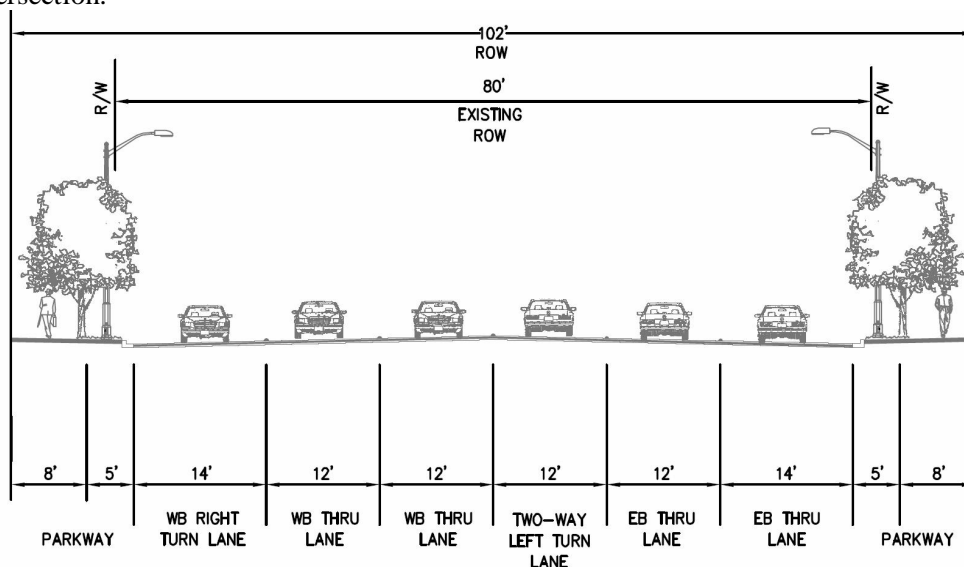 ersection.
102'
ROW
R/W
80'
R/W
EXISTING
ROW
8'
5'
14'
12'
12'
12'
12'
14'
5'
8'
PARKWAY
WB RIGHT
TURN LANE
WB THRU
LANE
WB THRU
LANE
TWO-WAY
LEFT TURN
LANE
EB THRU
LANE
EB THRU
LANE
PARKWAY